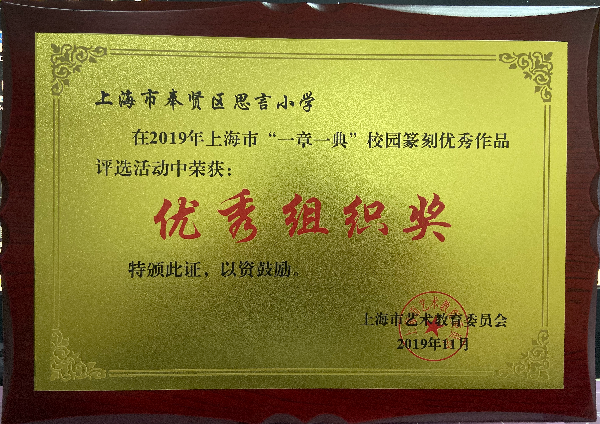 上海市奉贤区思言小学
在2019年上海市“一章一典”校园篆刻优秀作品
评选活动中荣获：
优秀组织奖
特颁此证，以资鼓励。
上海市艺术教育委员会
2019年11月